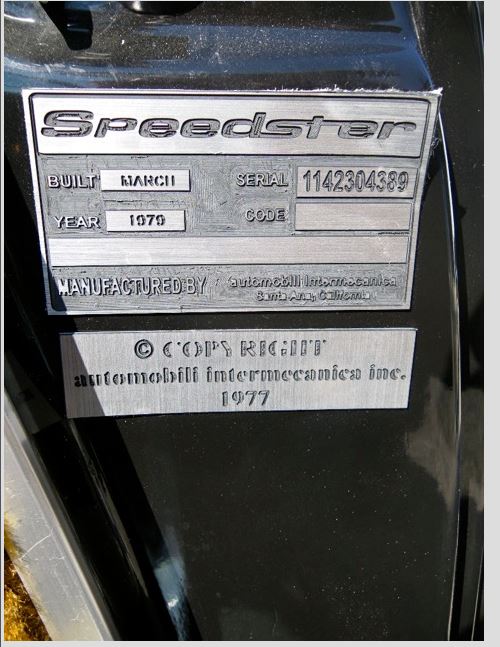 Speedster
BUILT MARCH SERIAL 1142304389
YEAR 1979 CODE
MANUFACTURED BY automobili intermeccanica
Santa Ana, California
© COPYRIGHT
automobili intermeccanica inc.
1977